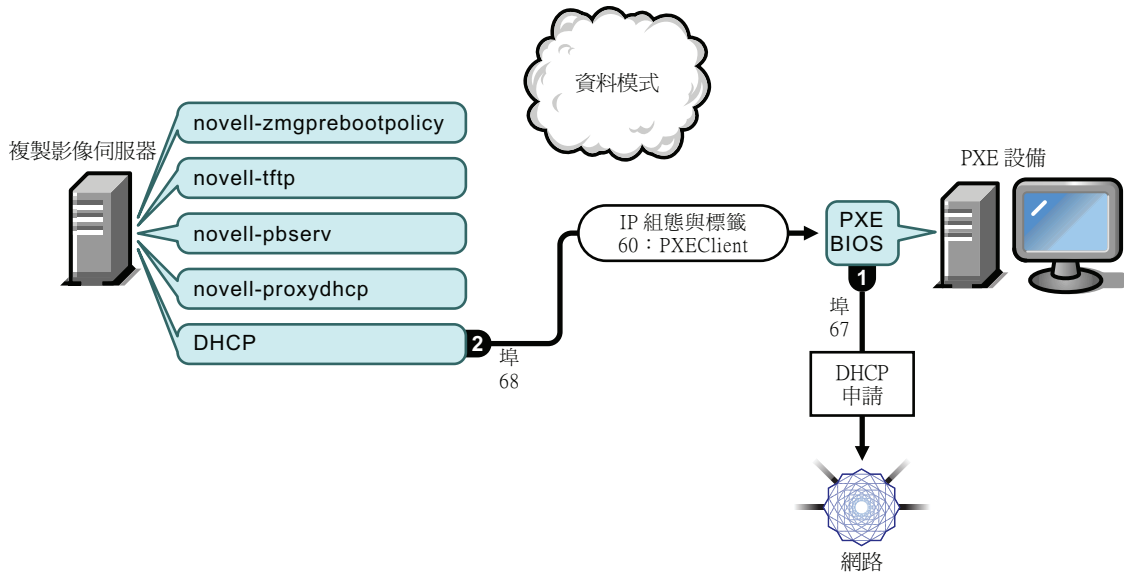 資料模式
複製影像伺服器
novell-zmgprebootpolicy
novell-tftp
novell-pbserv
novell-proxydhcp
DHCP
2
埠
68
IP 組態與標籤
60：PXEClient
PXE
BIOS
PXE 設備
1
埠
67
DHCP
申請
網路